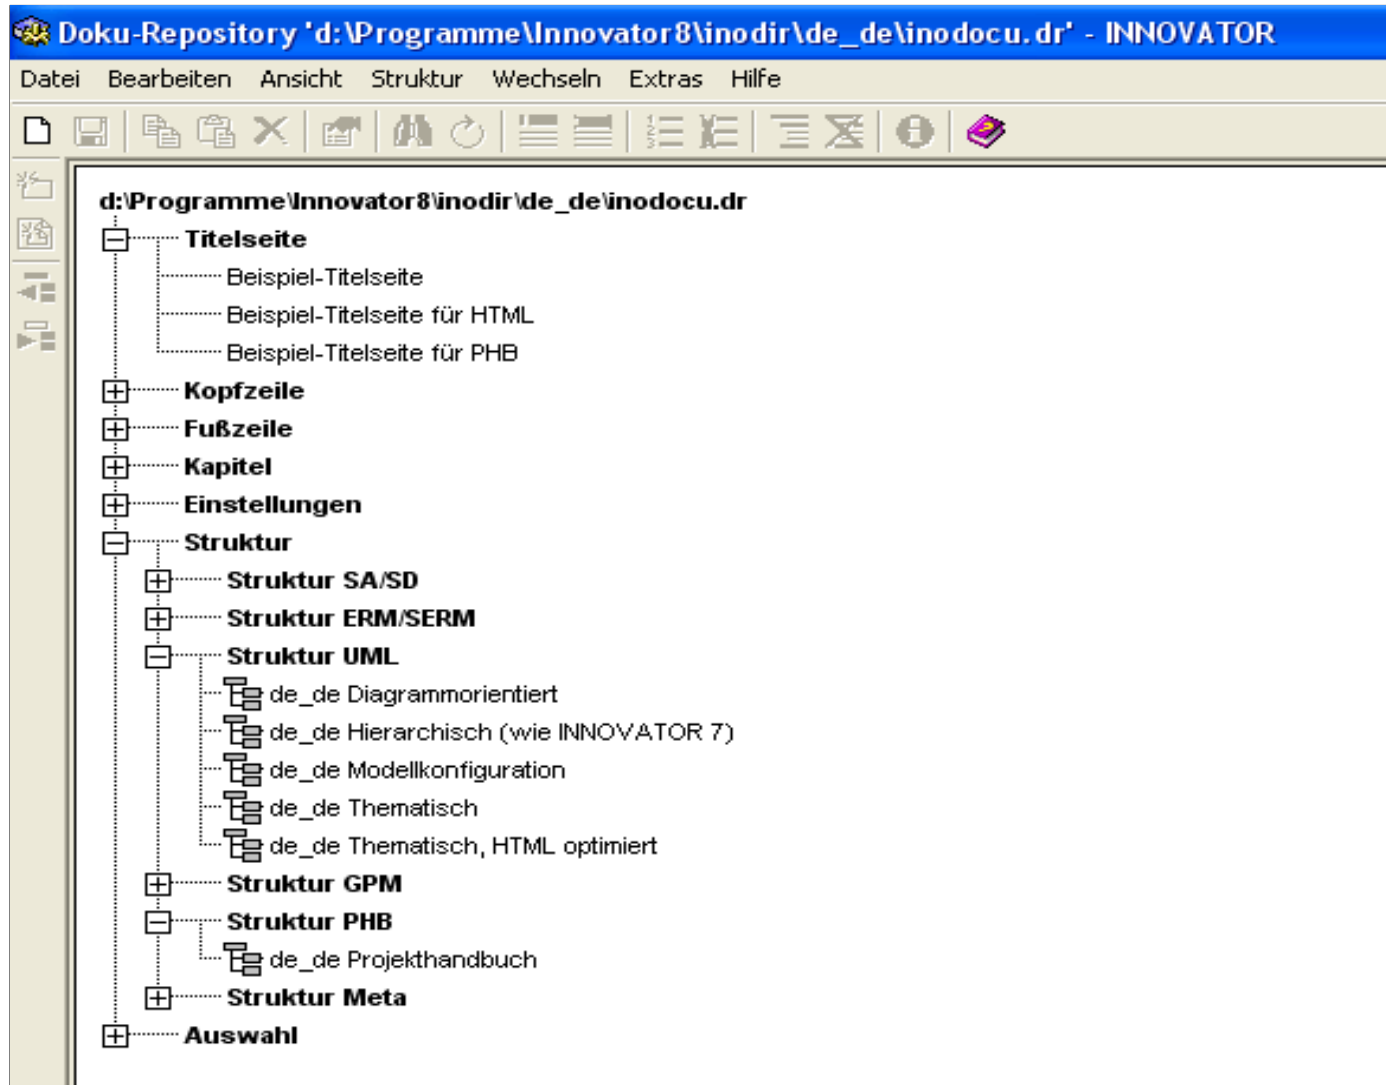 Doku-Repository 'd:\Programme\Innovator8\inodir\de_de\inodocu.dr' - INNOVATOR
Datei Bearbeiten Ansicht Struktur Wechseln Extras Hilfe
d:\Programme\Innovator8\inodir\de_de\inodocu.dr
Titelseite
Beispiel-Titelseite
Beispiel-Titelseite für HTML
Beispiel-Titelseite für PHB
Kopfzeile
Fußzeile
Kapitel
Einstellungen
Struktur
Struktur SA/SD
Struktur ERM/SERM
Struktur UML
de_de Diagrammorientiert
de_de Hierarchisch (wie INNOVATOR 7)
de_de Modellkonfiguration
de_de Thematisch
de_de Thematisch, HTML optimiert
Struktur GPM
Struktur PHB
de_de Projekthandbuch
Struktur Meta
Auswahl